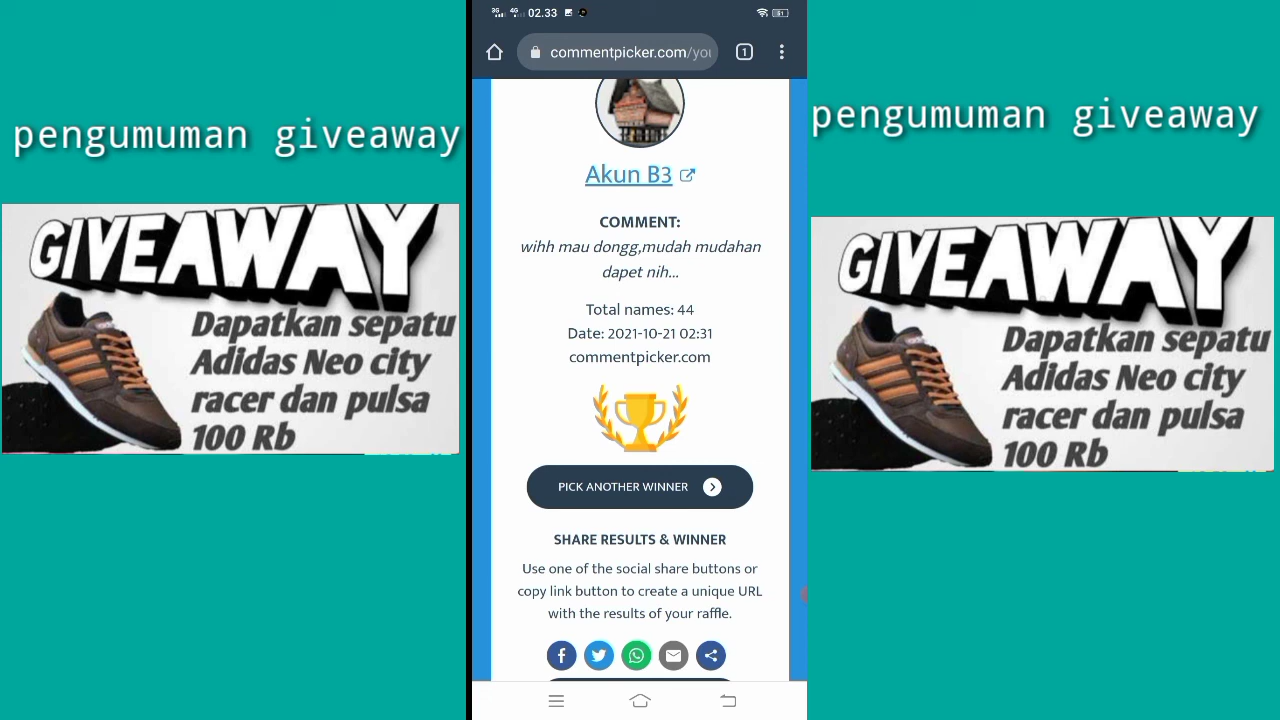 pengumuman giveaway
GIVEAWAY
Dapatkan sepatu
Adidas Neo city
racer dan pulsa
100 Rb
3G 4G 02.33 51
commentpicker.com/you
1
Akun B3
COMMENT:
wihh mau dongg,mudah mudahan
dapet nih...
Total names: 44
Date: 2021-10-21 02:31
commentpicker.com
PICK ANOTHER WINNER
SHARE RESULTS & WINNER
Use one of the social share buttons or
copy link button to create a unique URL
with the results of your raffle.
pengumuman giveaway
GIVEAWAY
Dapatkan sepatu
Adidas Neo city
racer dan pulsa
100 Rb